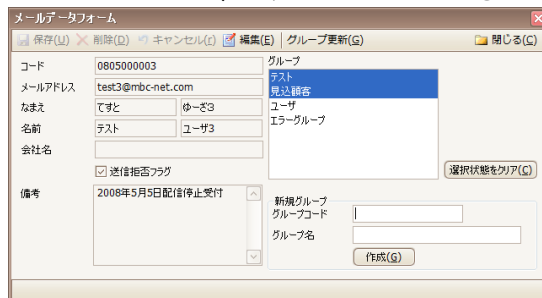 メールデータフォーム
保存(U) 削除(D) キャンセル(r) 編集(E) グループ更新(G) 閉じる(C)
コード 0805000003
メールアドレス test3@mbc-net.com
なまえ てすと ゆーざ3
名前 テスト ユーザ3
会社名
送信拒否フラグ
備考 2008年5月5日配信停止受付
グループ
テスト
見込顧客
ユーザ
エラーグループ
選択状態をクリア(C)
新規グループ
グループコード
グループ名
作成(G)